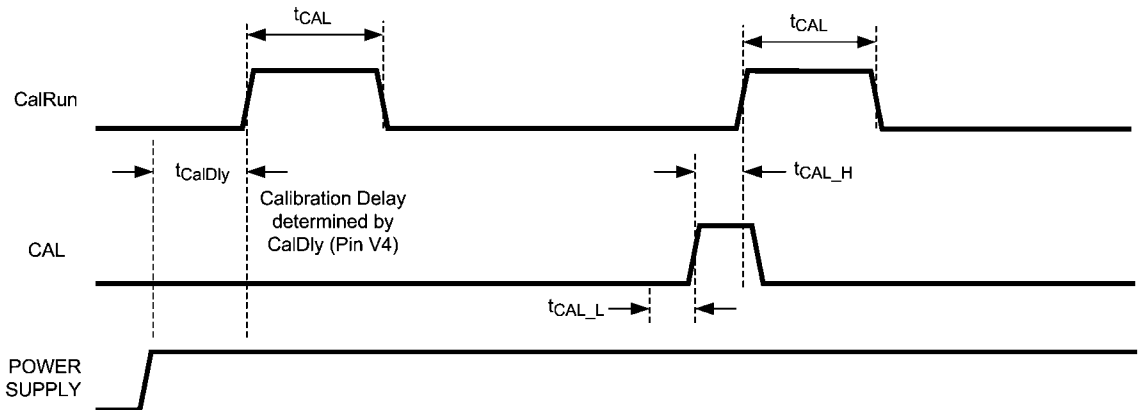 tCAL
tCAL
CalRun
tCalDly
tCAL_H
Calibration Delay
determined by
CalDly (Pin V4)
CAL
tCAL_L
POWER
SUPPLY